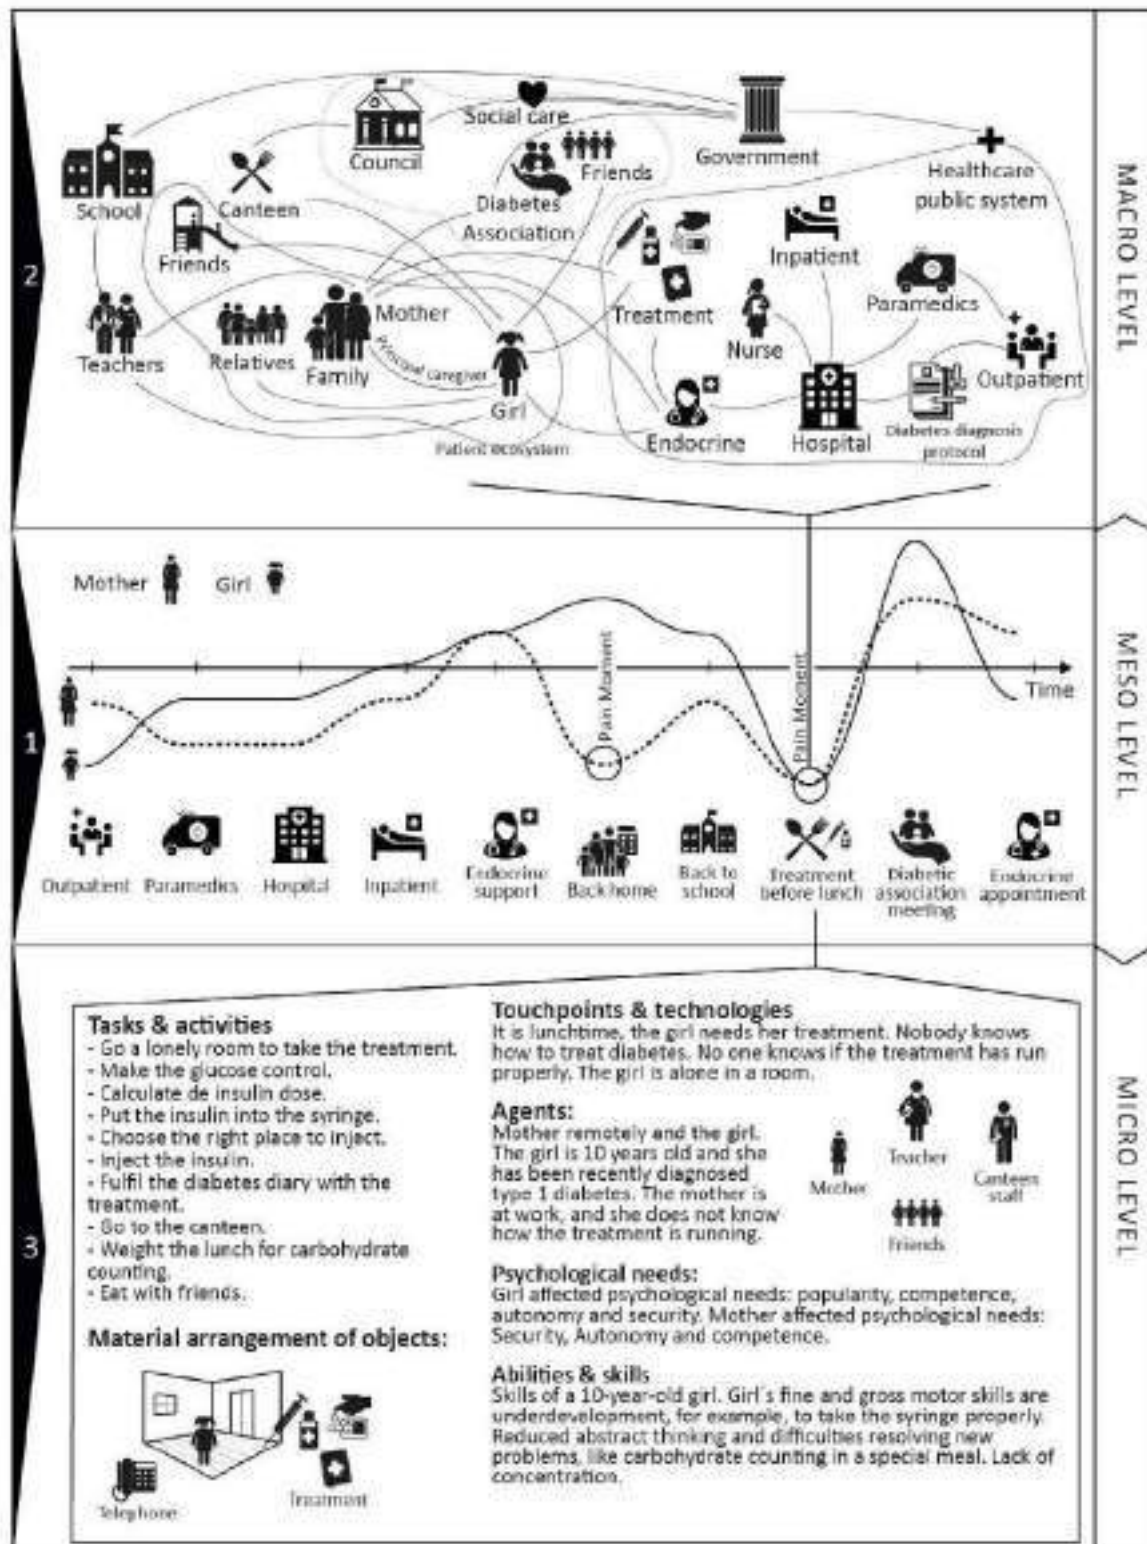 MACRO LEVEL
2
School
Canteen
Council
Social care
Government
Healthcare
public system
Friends
Diabetes
Association
Friends
Inpatient
Paramedics
Treatment
Nurse
Outpatient
Teachers
Relatives
Family
Mother
Principal caregiver
Girl
Patient ecosystem
Endocrine
Hospital
Diabetes diagnosis
protocol
MESO LEVEL
1
Mother
Girl
Pain Moment
Pain Moment
Time
Outpatient
Paramedics
Hospital
Inpatient
Endocrine
support
Back home
Back to
school
Treatment
before lunch
Diabetic
association
meeting
Endocrine
appointment
MICRO LEVEL
3
Tasks & activities
- Go a lonely room to take the treatment.
- Make the glucose control.
- Calculate de insulin dose.
- Put the insulin into the syringe.
- Choose the right place to inject.
- Inject the insulin.
- Fulfil the diabetes diary with the
treatment.
- Go to the canteen.
- Weight the lunch for carbohydrate
counting.
- Eat with friends.
Material arrangement of objects:
Telephone
Treatment
Touchpoints & technologies
It is lunchtime, the girl needs her treatment. Nobody knows
how to treat diabetes. No one knows if the treatment has run
properly. The girl is alone in a room.
Agents:
Mother remotely end the girl.
The girl is 10 years old and she
has been recently diagnosed
type 1 diabetes. The mother is
at work, and she does not know
how the treatment is running.
Mother
Teacher
Canteen
staff
Friends
Psychological needs:
Girl affected psychological needs: popularity, competence,
autonomy and security. Mother affected psychological needs:
Security, Autonomy and competence.
Abilities & skills
Skills of a 10-year-old girl. Girl´s fine and gross motor skills are
underdevelopment, for example, to take the syringe properly.
Reduced abstract thinking and difficulties resolving new
problems, like carbohydrate counting in a special meal. Lack of
concentration.